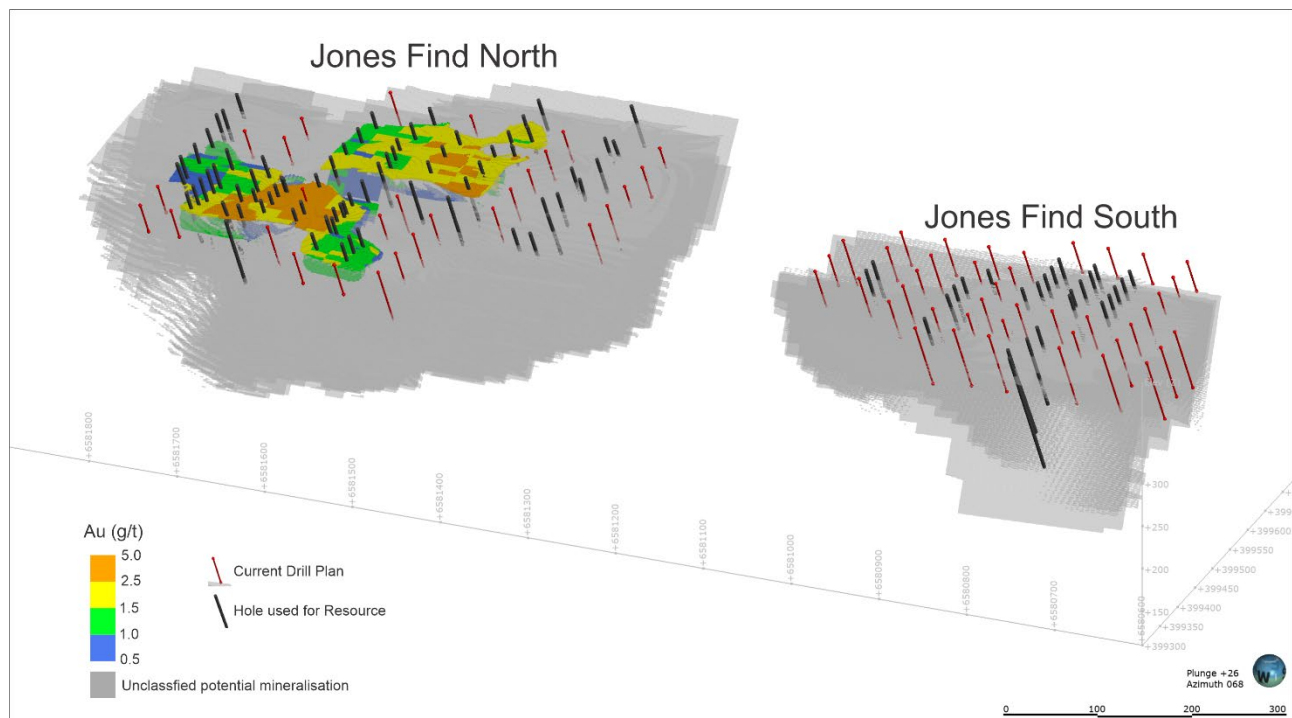 Jones Find North
Jones Find South
+6581800
+6581700
+6581600
+6581500
+6581400
+6581300
+6581200
+6581100
+6581000
+6580900
+6580800
+6580700
+6580600
+300
+250
+200
+150
+399600
+399550
+399500
+399450
+399400
+399350
+399300
Au (g/t)
5.0
2.5
1.5
1.0
0.5
Current Drill Plan
Hole used for Resource
Unclassfied potential mineralisation
Plunge +26
Azimuth 068
W
0 100 200 300